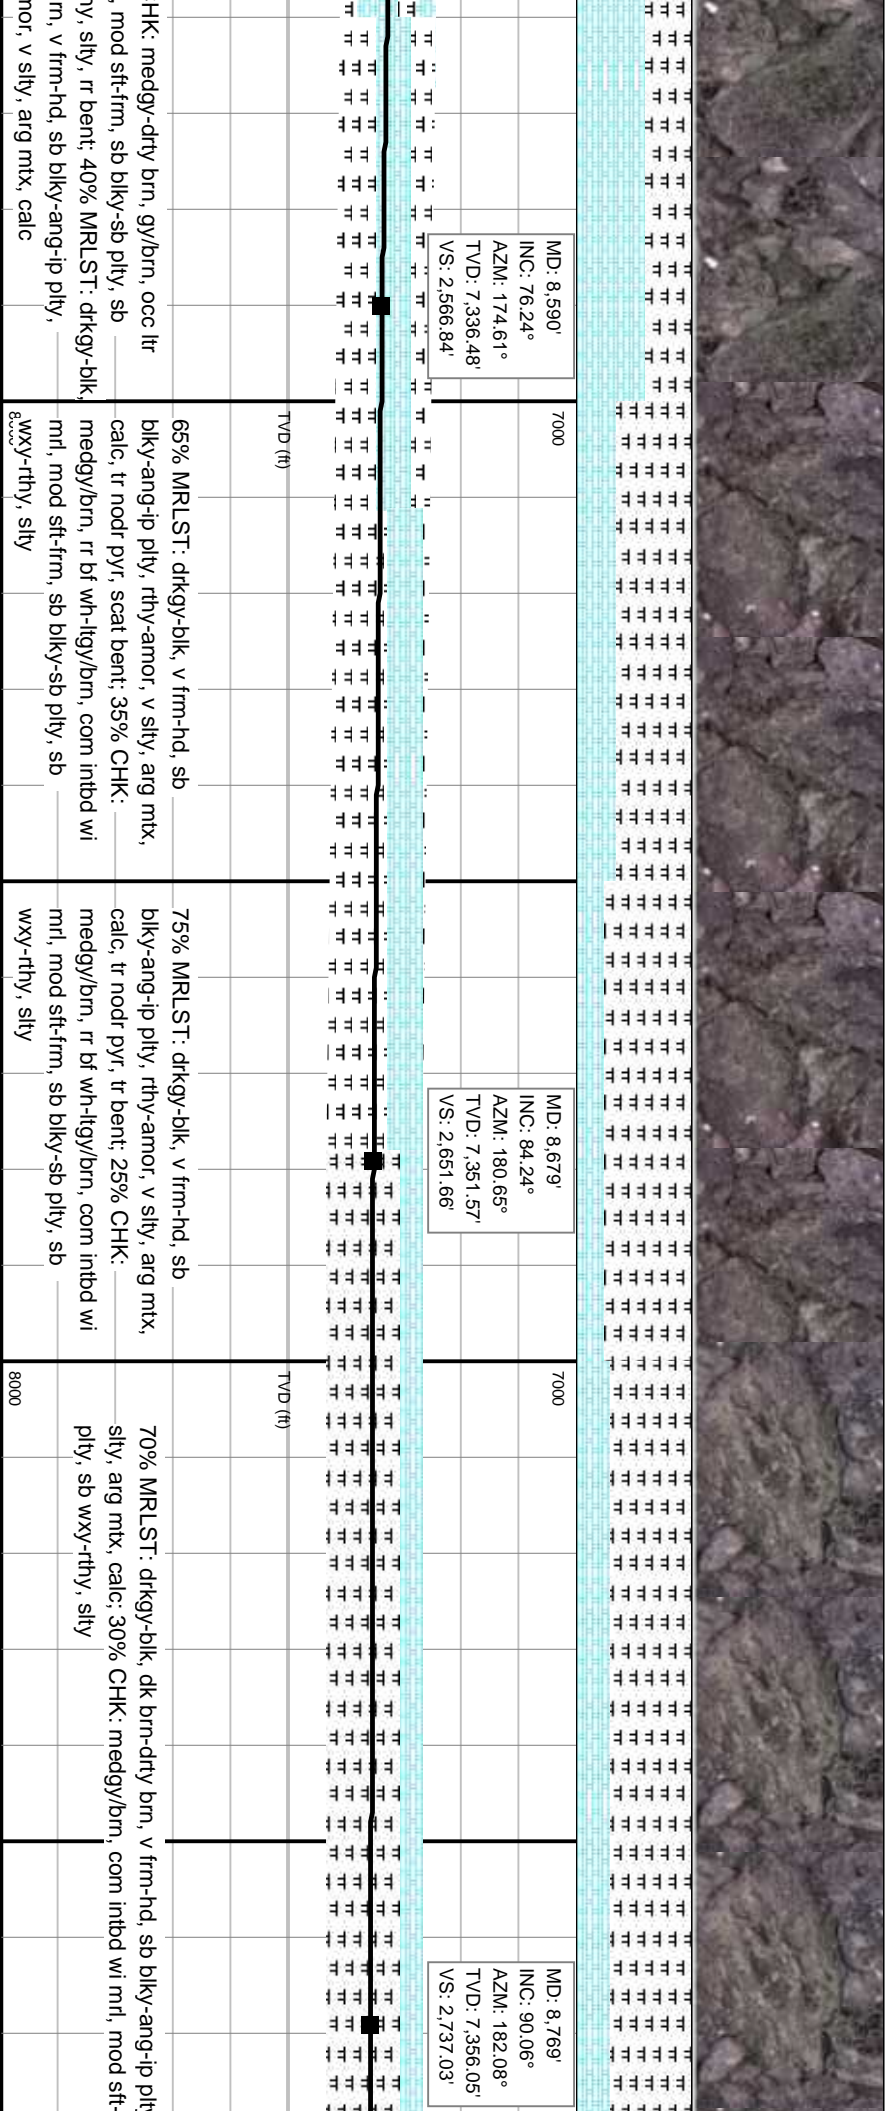 HK: medgy-drty brn, gy/brn, occ ltr
, mod sft-frm, sb blky-sb plty, sb
y, slty, rr bent; 40% MRLST: drkgy-blk,
v frm-hd, sb blky-ang-ip plty,
v slty, arg mtx, calc
MD: 8,590'
INC: 76.24°
AZM: 174.61°
TVD: 7,336.48'
VS: 2,566.84'
7000
TVD (ft)
65% MRLST: drkgy-blk, v frm-hd, sb
blky-ang-ip plty, rthy-amor, v slty, arg mtx,
calc, tr nodr pyr, scat bent; 35% CHK:
medgy/brn, rr bf wh-ltgy/brn, com intbd wi
mrl, mod sft-frm, sb blky-sb plty, sb
wxy-rthy, slty
75% MRLST: drkgy-blk, v frm-hd, sb
blky-ang-ip plty, rthy-amor, v slty, arg mtx,
calc, tr nodr pyr, tr bent; 25% CHK:
medgy/brn, rr bf wh-ltgy/brn, com intbd wi
mrl, mod sft-frm, sb blky-sb plty, sb
wxy-rthy, slty
MD: 8,679'
INC: 84.24°
AZM: 180.65°
TVD: 7,351.57'
VS: 2,651.66'
7000
TVD (ft)
8000
70% MRLST: drkgy-blk, dk brn-drty brn, v frm-hd, sb blky-ang-ip plty
slty, arg mtx, calc; 30% CHK: medgy/brn, com intbd wi mrl, mod sft-
plty, sb wxy-rthy, slty
MD: 8,769'
INC: 90.06°
AZM: 182.08°
TVD: 7,356.05'
VS: 2,737.03'